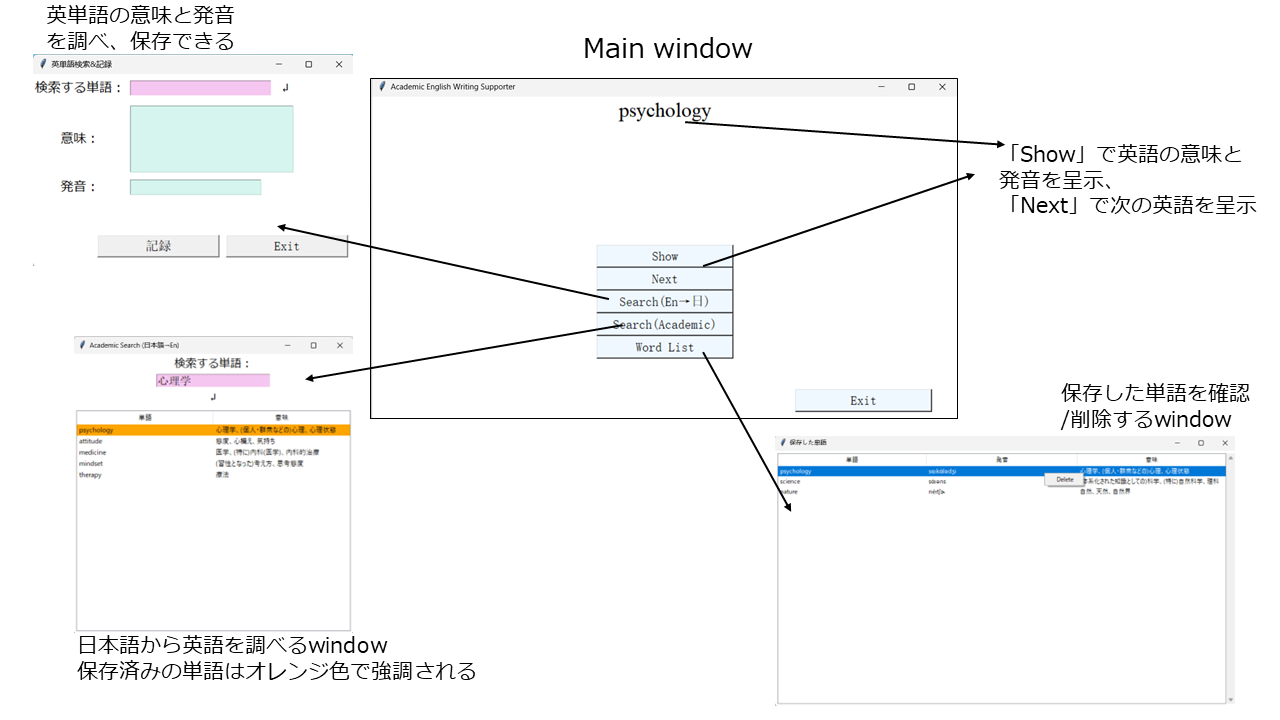 英単語の意味と発音
を調べ、保存できる
英単語検索&記録
検索する単語：
↲
意味：
発音：
記録
Exit
Main window
Academic English Writing Supporter
psychology
Show
Next
Search(En→日)
Search(Academic)
Word List
Exit
「Show」で英語の意味と
発音を呈示、
「Next」で次の英語を呈示
Academic Search (日本語→En)
検索する単語：
心理学
↲
単語 意味
psychology 心理学、(個人・群衆などの)心理、心理状態
attitude 態度、心構え、気持ち
medicine 医学、(特に)内科(医学)、内科的治療
mindset (習性となった)考え方、思考態度
therapy 療法
日本語から英語を調べるwindow
保存済みの単語はオレンジ色で強調される
保存した単語を確認
/削除するwindow
保存した単語
単語 発音 意味
psychology 心理学、(個人・群衆などの)心理、心理状態
Delete
science sάɪəns 体系化された知識としての)科学、(特に)自然科学、理科
nature néɪtʃɚ 自然、天然、自然界